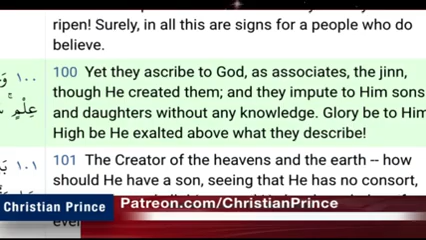 ripen! Surely, in all this are signs for a people who do
believe.
١٠٠
100 Yet they ascribe to God, as associates, the jinn,
though He created them; and they impute to Him sons
عِلْمٍ
and daughters without any knowledge. Glory be to Him
High be He exalted above what they describe!
١٠١
101 The Creator of the heavens and the earth -- how
should He have a son, seeing that He has no consort,
Christian Prince
Patreon.com/ChristianPrince